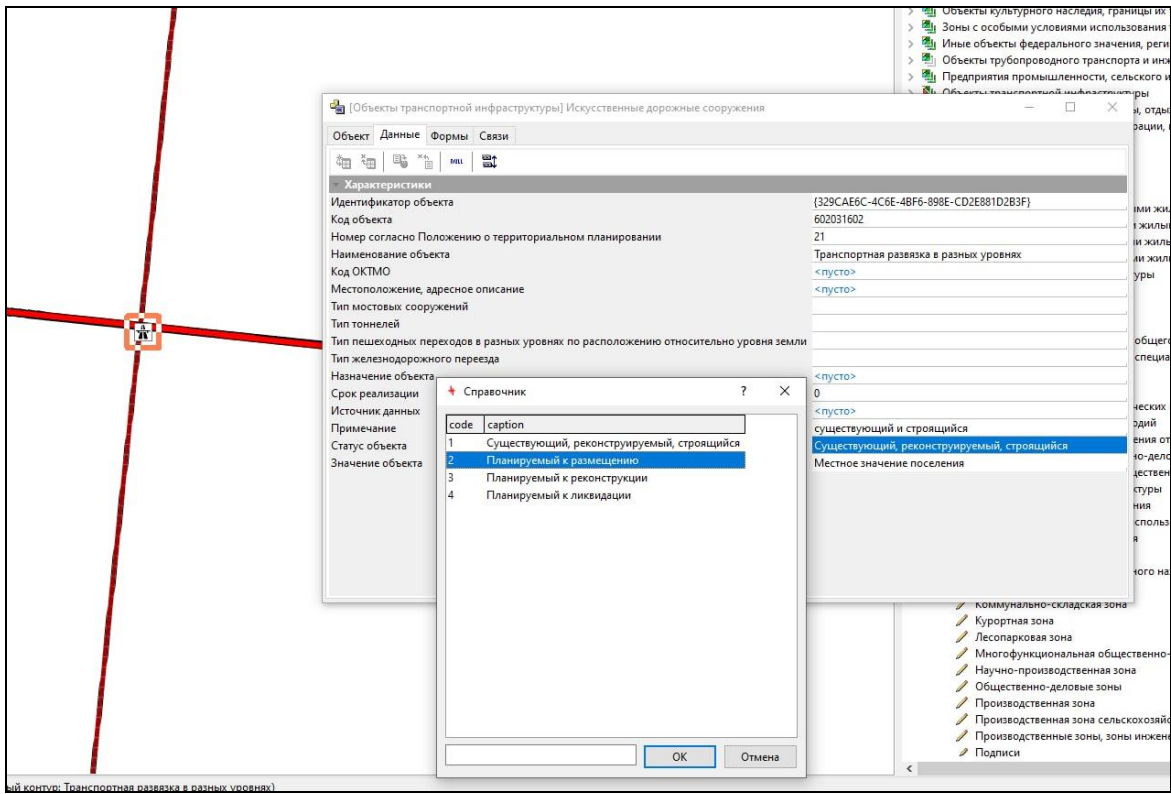 Объекты культурного наследия, границы их
Зоны с особыми условиями использования
Иные объекты федерального значения, реги
Объекты трубопроводного транспорта и инж
Предприятия промышленности, сельского и
Объекты транспортной инфраструктуры
[Объекты транспортной инфраструктуры] Искусственные дорожные сооружения
Объект Данные Формы Связи
NULL
Характеристики
Идентификатор объекта {329CAE6C-4C6E-4BF6-898E-CD2E881D2B3F}
Код объекта 602031602
Номер согласно Положению о территориальном планировании 21
Наименование объекта Транспортная развязка в разных уровнях
Код ОКТМО <пусто>
Местоположение, адресное описание <пусто>
Тип мостовых сооружений
Тип тоннелей
Тип пешеходных переходов в разных уровнях по расположению относительно уровня земли
Тип железнодорожного переезда
Назначение объекта <пусто>
Срок реализации 0
Источник данных <пусто>
Примечание существующий и строящийся
Статус объекта Существующий, реконструируемый, строящийся
Значение объекта Местное значение поселения
Справочник ? ×
code caption
1 Существующий, реконструируемый, строящийся
2 Планируемый к размещению
3 Планируемый к реконструкции
4 Планируемый к ликвидации
OK Отмена
Коммунально-складская зона
Курортная зона
Лесопарковая зона
Многофункциональная общественно-
Научно-производственная зона
Общественно-деловые зоны
Производственная зона
Производственная зона сельскохозяйс
Производственные зоны, зоны инжене
Подписи
ый контур: Транспортная развязка в разных уровнях)